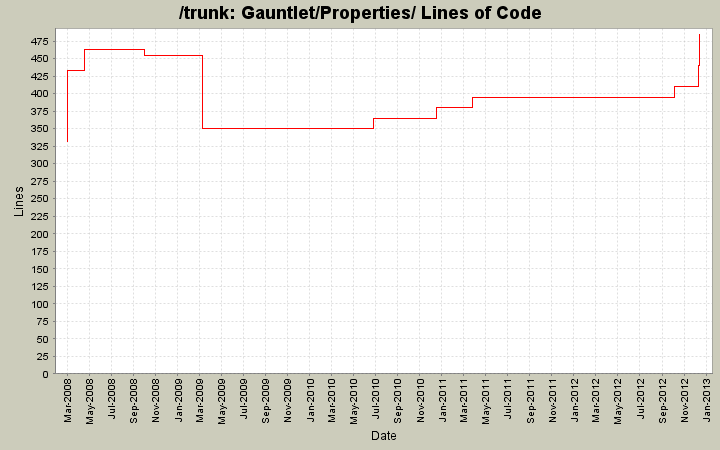 /trunk: Gauntlet/Properties/ Lines of Code
Lines
475
450
425
400
375
350
325
300
275
250
225
200
175
150
125
100
75
50
25
0
Mar-2008
May-2008
Jul-2008
Sep-2008
Nov-2008
Jan-2009
Mar-2009
May-2009
Jul-2009
Sep-2009
Nov-2009
Jan-2010
Mar-2010
May-2010
Jul-2010
Sep-2010
Nov-2010
Jan-2011
Mar-2011
May-2011
Jul-2011
Sep-2011
Nov-2011
Jan-2012
Mar-2012
May-2012
Jul-2012
Sep-2012
Nov-2012
Jan-2013
Date